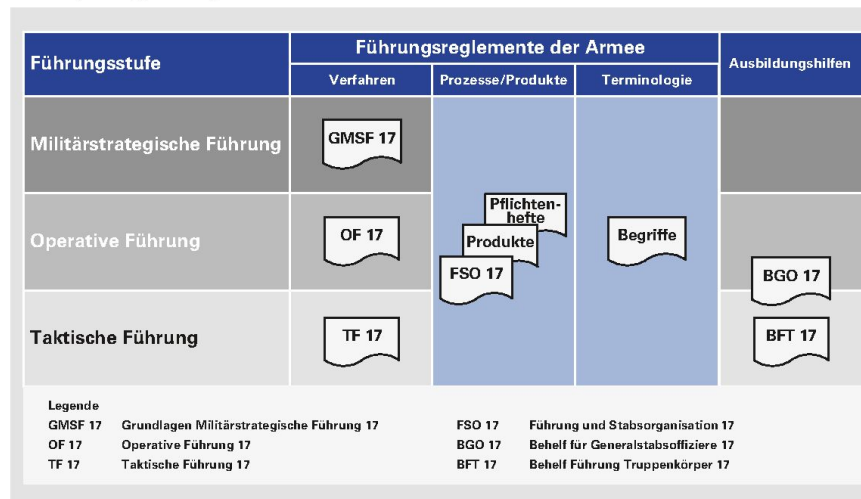 Führungsstufe
Führungsreglemente der Armee
Ausbildungshilfen
Verfahren
Prozesse/Produkte
Terminologie
Militärstrategische Führung
GMSF 17
Operative Führung
OF 17
Pflichten-
hefte
Produkte
FSO 17
Begriffe
BGO 17
Taktische Führung
TF 17
BFT 17
Legende
GMSF 17 Grundlagen Militärstrategische Führung 17
OF 17 Operative Führung 17
TF 17 Taktische Führung 17
FSO 17 Führung und Stabsorganisation 17
BGO 17 Behelf für Generalstabsoffiziere 17
BFT 17 Behelf Führung Truppenkörper 17